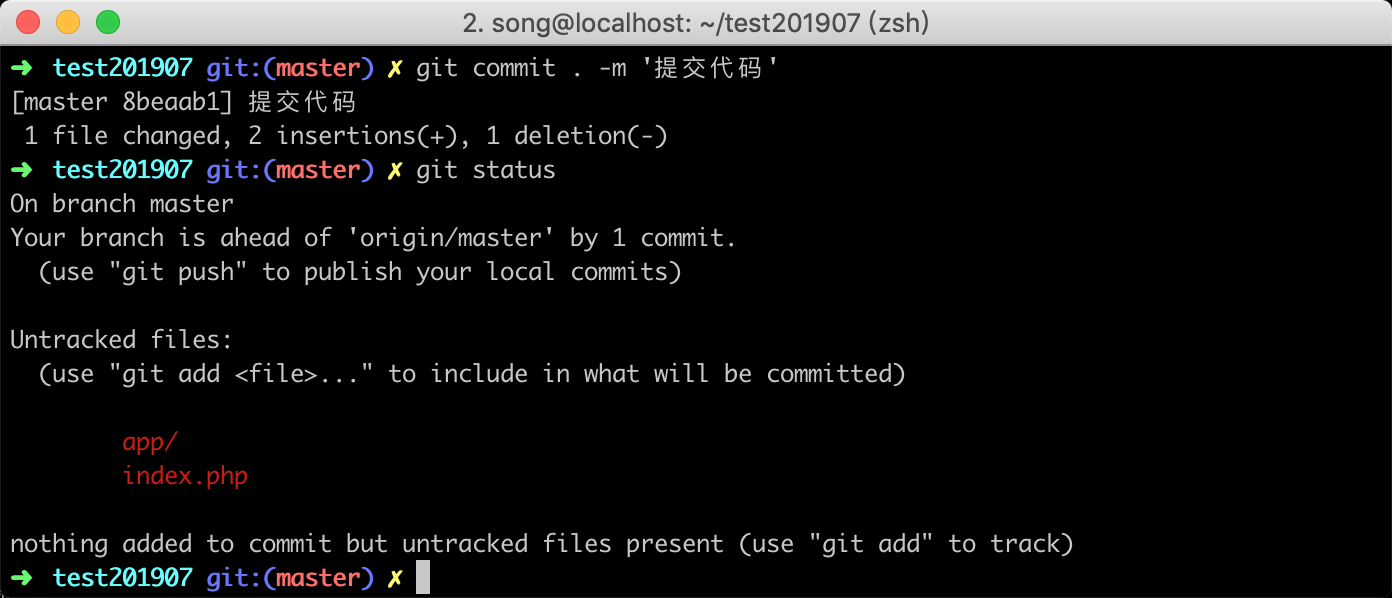 2. song@localhost: ~/test201907 (zsh)
➜  test201907 git:(master) ✗ git commit . -m '提交代码'
[master 8beaab1] 提交代码
 1 file changed, 2 insertions(+), 1 deletion(-)
➜  test201907 git:(master) ✗ git status
On branch master
Your branch is ahead of 'origin/master' by 1 commit.
  (use "git push" to publish your local commits)
Untracked files:
  (use "git add <file>..." to include in what will be committed)
        app/
        index.php
nothing added to commit but untracked files present (use "git add" to track)
➜  test201907 git:(master) ✗